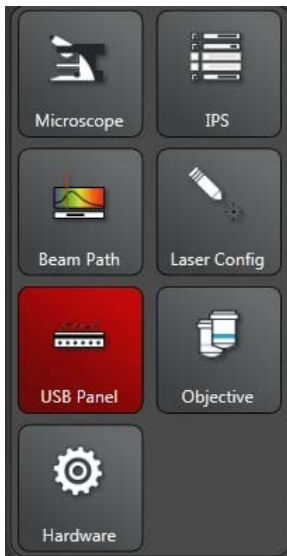 Microscope
IPS
Beam Path
Laser Config
USB Panel
Objective
Hardware